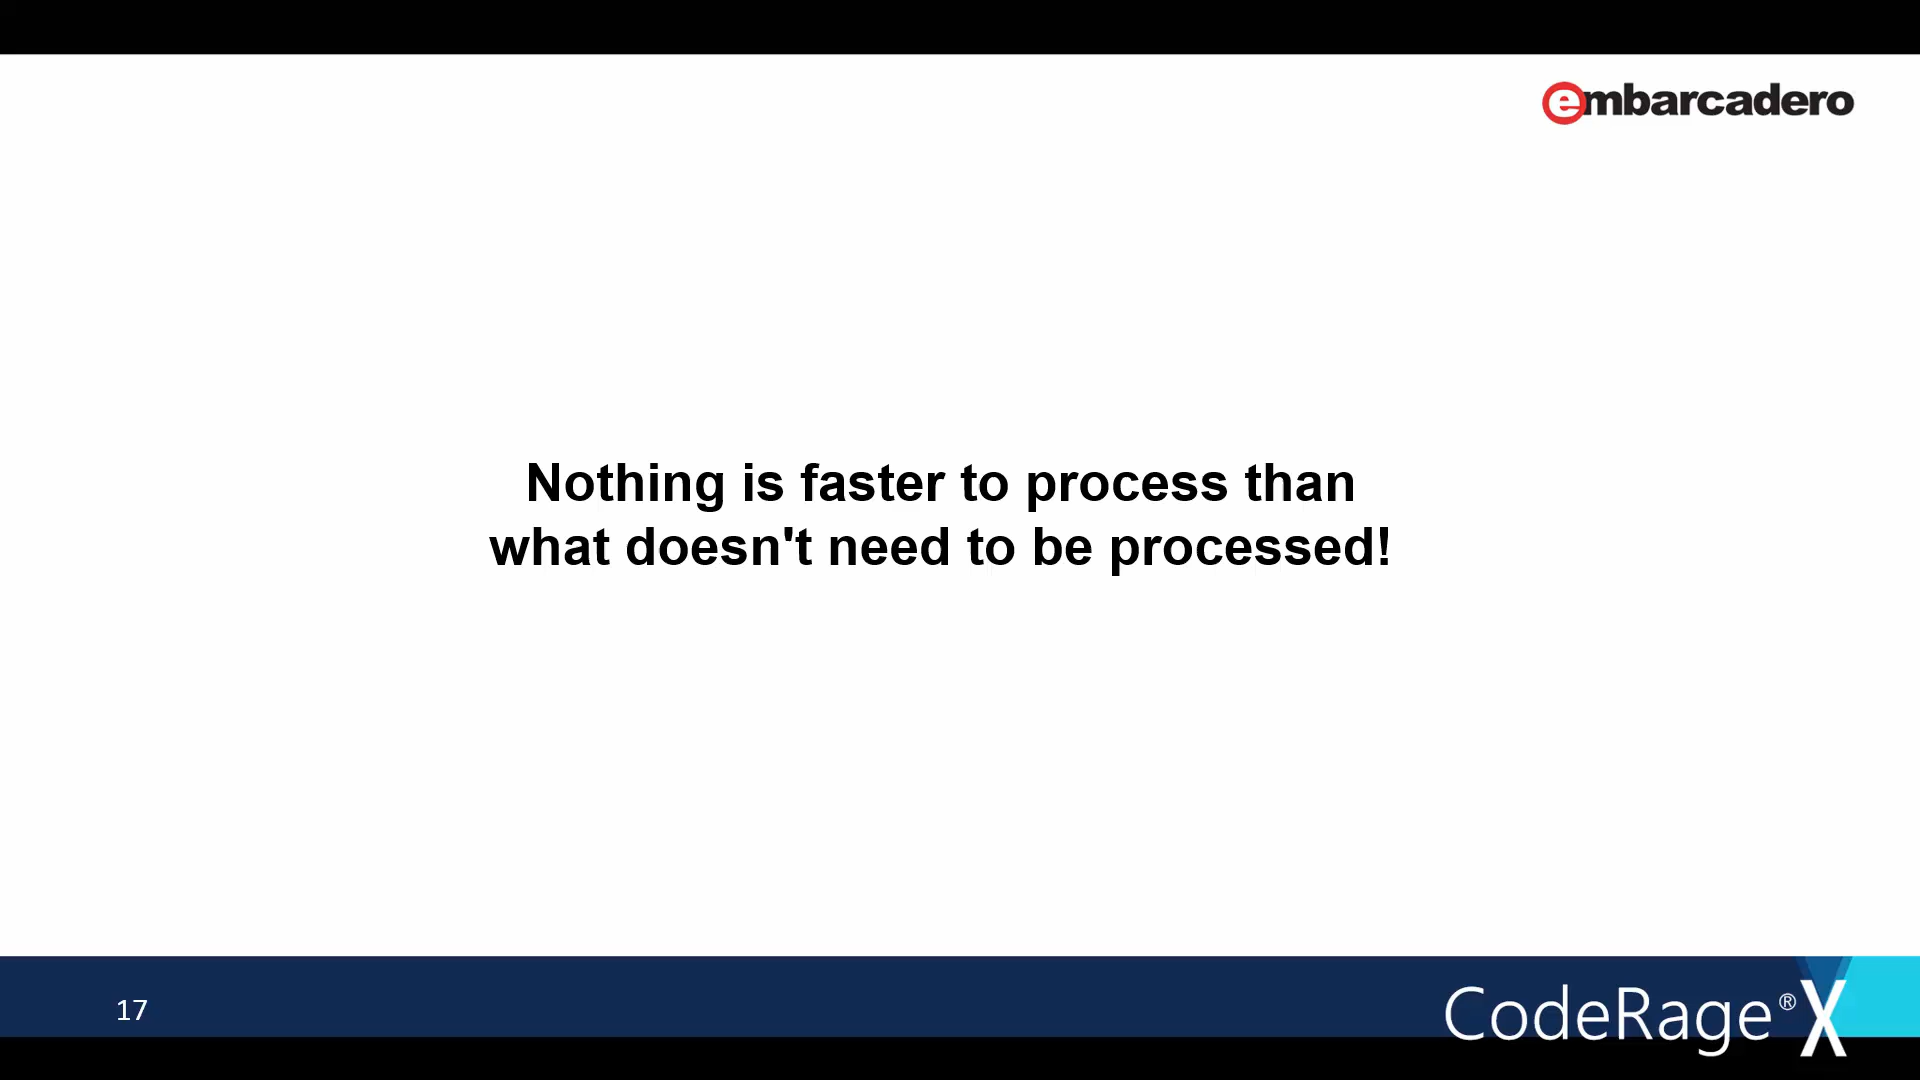 embarcadero
Nothing is faster to process than
what doesn't need to be processed!
17
CodeRage® X